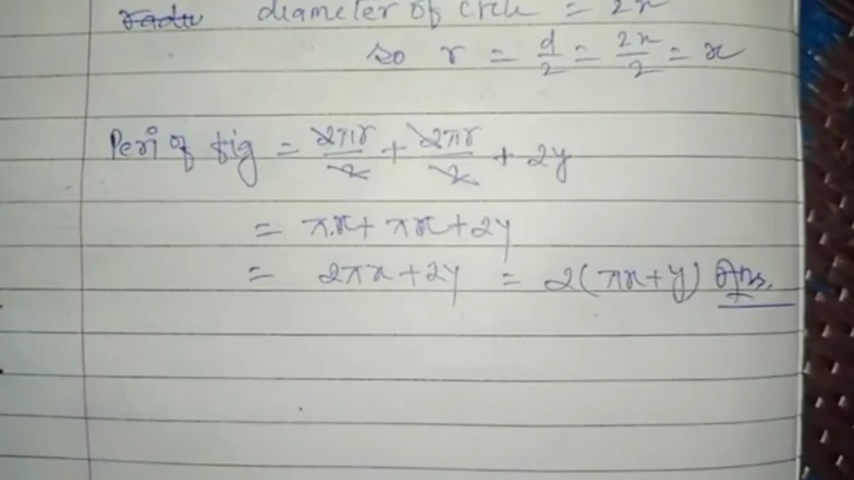 diameter of crcle = 2x
so r = d/2 = 2x/2 = x
Peri of fig = 2πr/2 + 2πr/2 + 2y
= πx + πx + 2y
= 2πx + 2y = 2(πx + y) Ans.